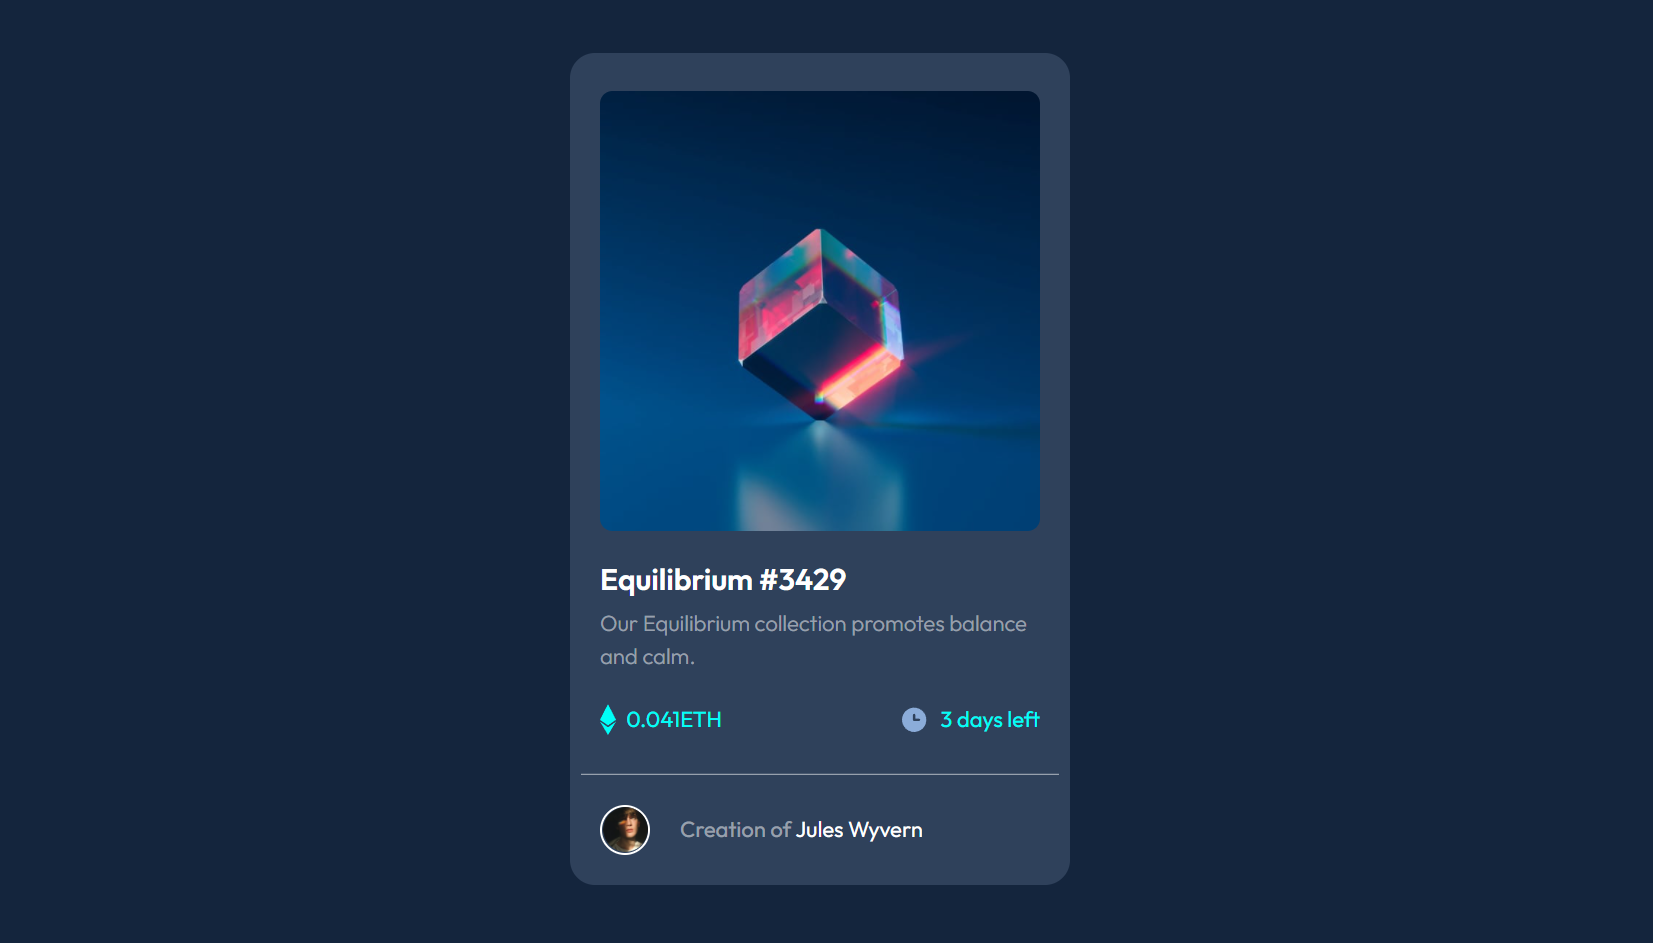 Equilibrium #3429
Our Equilibrium collection promotes balance
and calm.
0.041ETH
3 days left
Creation of Jules Wyvern